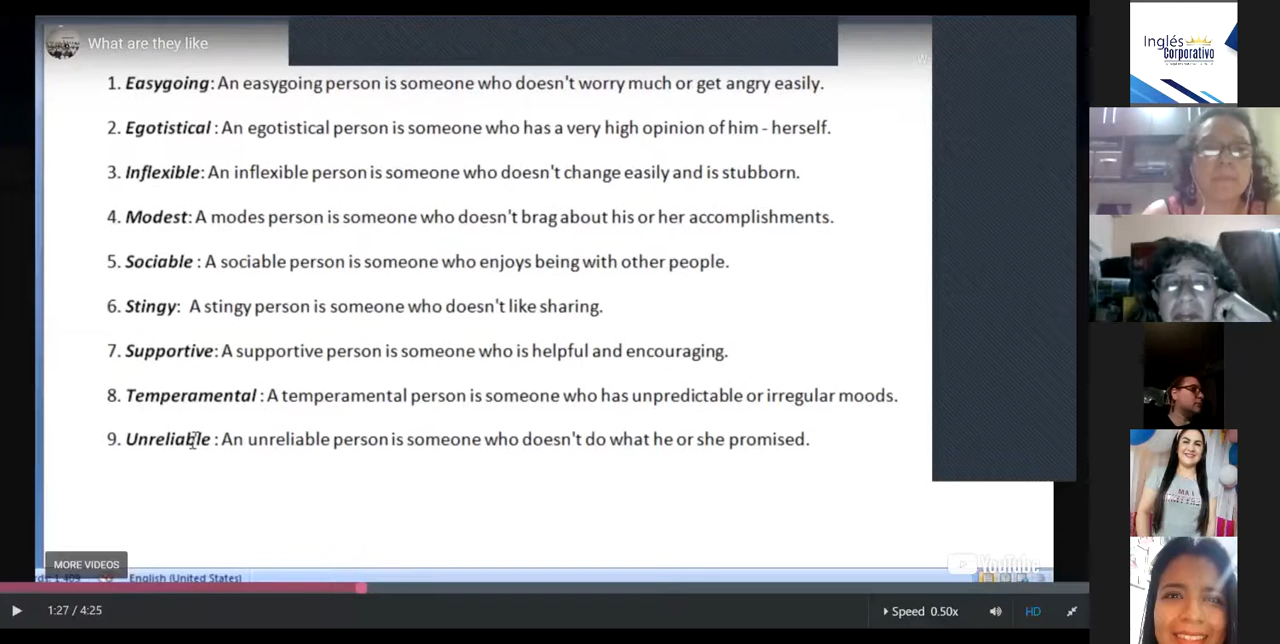 What are they like
1. Easygoing: An easygoing person is someone who doesn't worry much or get angry easily.
2. Egotistical : An egotistical person is someone who has a very high opinion of him - herself.
3. Inflexible: An inflexible person is someone who doesn't change easily and is stubborn.
4. Modest: A modes person is someone who doesn't brag about his or her accomplishments.
5. Sociable : A sociable person is someone who enjoys being with other people.
6. Stingy: A stingy person is someone who doesn't like sharing.
7. Supportive: A supportive person is someone who is helpful and encouraging.
8. Temperamental : A temperamental person is someone who has unpredictable or irregular moods.
9. Unreliable : An unreliable person is someone who doesn't do what he or she promised.
MORE VIDEOS
YouTube
English (United States)
1:27 / 4:25
Speed 0.50x
HD
Inglés
Corporativo